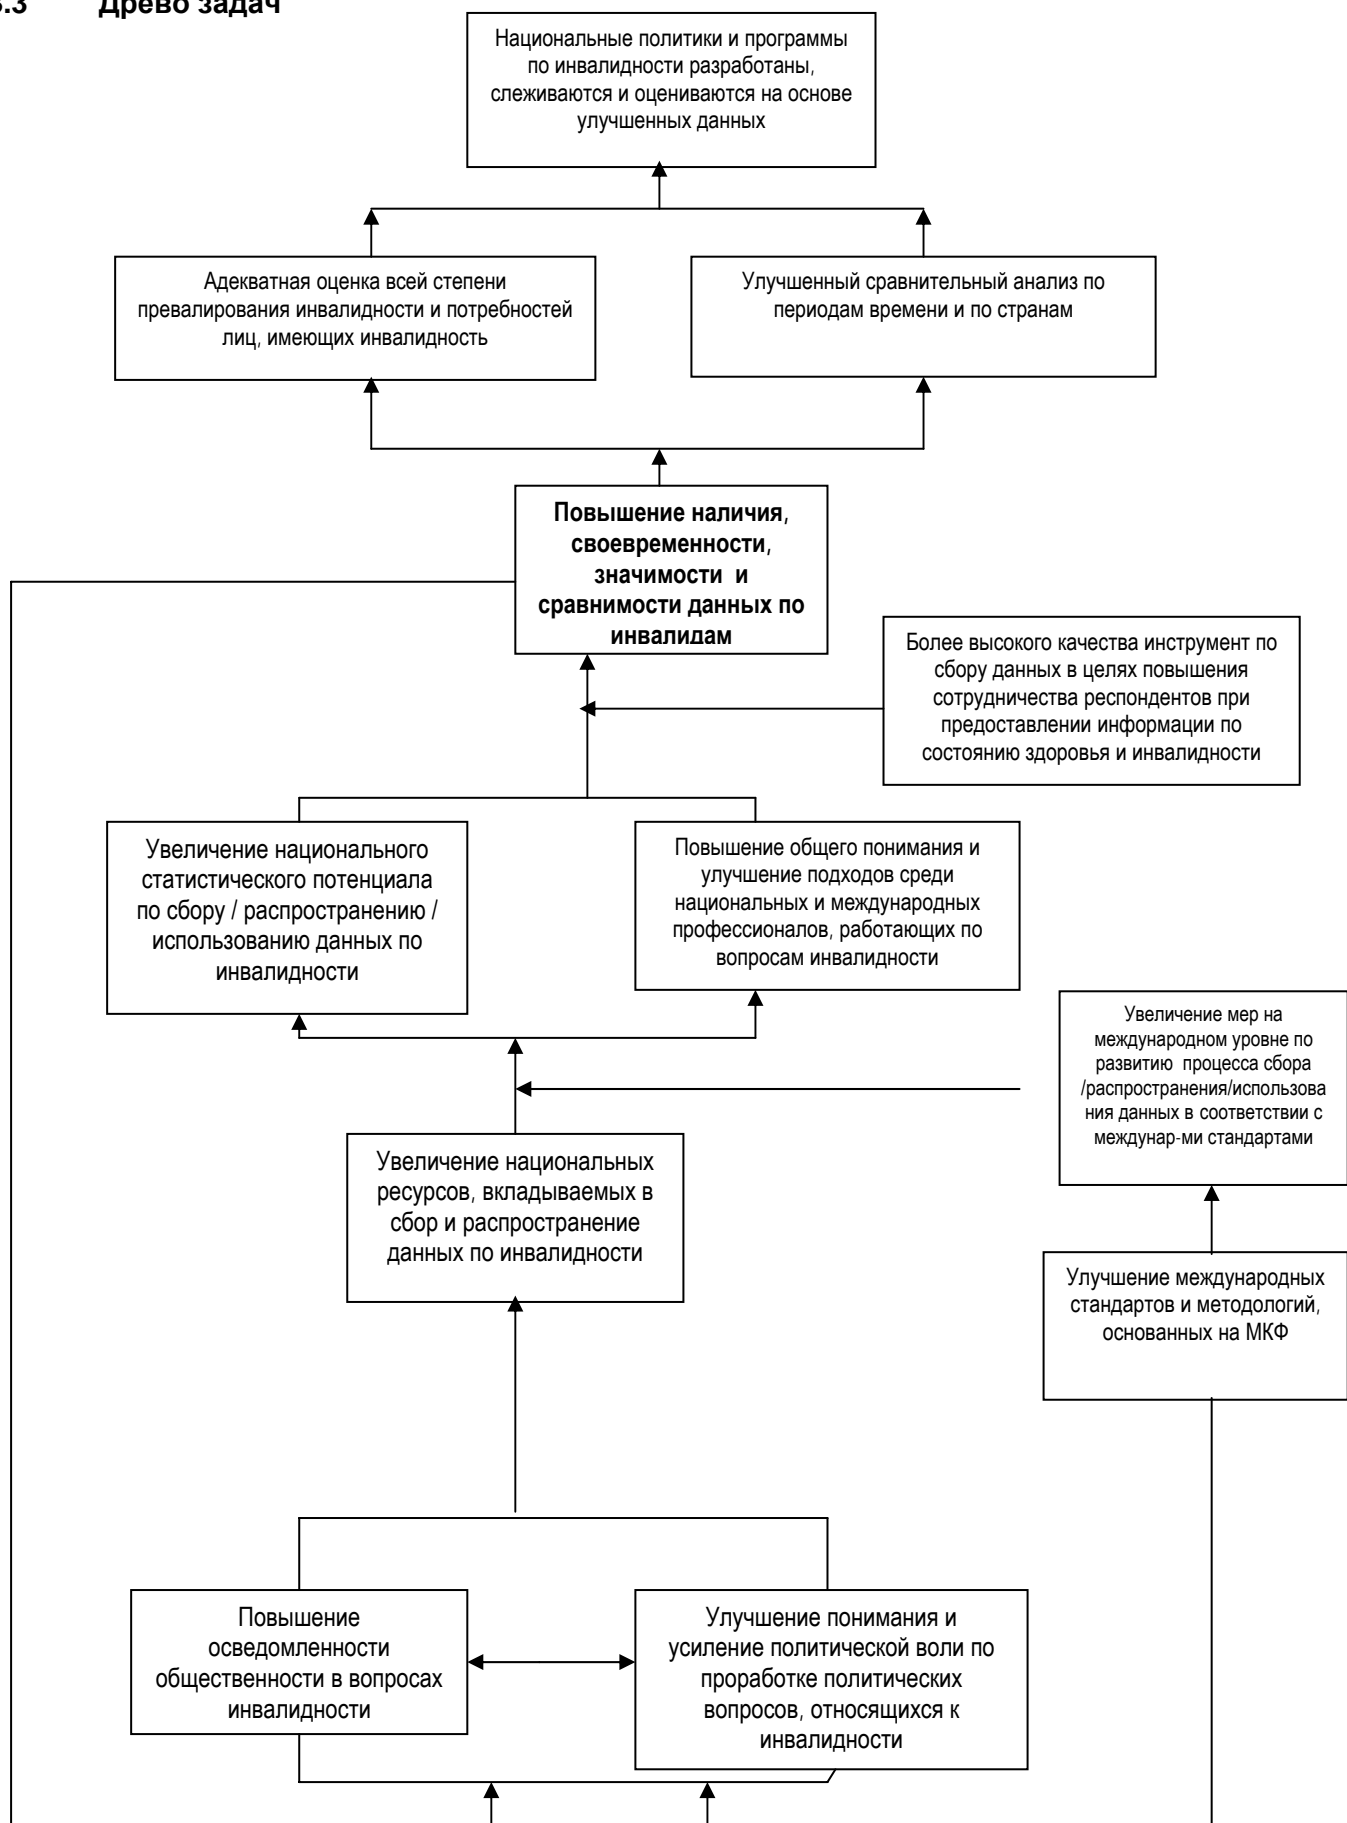 .3 Древо задач
Национальные политики и программы
по инвалидности разработаны,
слеживаются и оцениваются на основе
улучшенных данных
Адекватная оценка всей степени
превалирования инвалидности и потребностей
лиц, имеющих инвалидность
Улучшенный сравнительный анализ по
периодам времени и по странам
Повышение наличия,
своевременности,
значимости и
сравнимости данных по
инвалидам
Более высокого качества инструмент по
сбору данных в целях повышения
сотрудничества респондентов при
предоставлении информации по
состоянию здоровья и инвалидности
Увеличение национального
статистического потенциала
по сбору / распространению /
использованию данных по
инвалидности
Повышение общего понимания и
улучшение подходов среди
национальных и международных
профессионалов, работающих по
вопросам инвалидности
Увеличение мер на
международном уровне по
развитию процесса сбора
/распространения/использова
ния данных в соответствии с
междунар-ми стандартами
Увеличение национальных
ресурсов, вкладываемых в
сбор и распространение
данных по инвалидности
Улучшение международных
стандартов и методологий,
основанных на МКФ
Повышение
осведомленности
общественности в вопросах
инвалидности
Улучшение понимания и
усиление политической воли по
проработке политических
вопросов, относящихся к
инвалидности